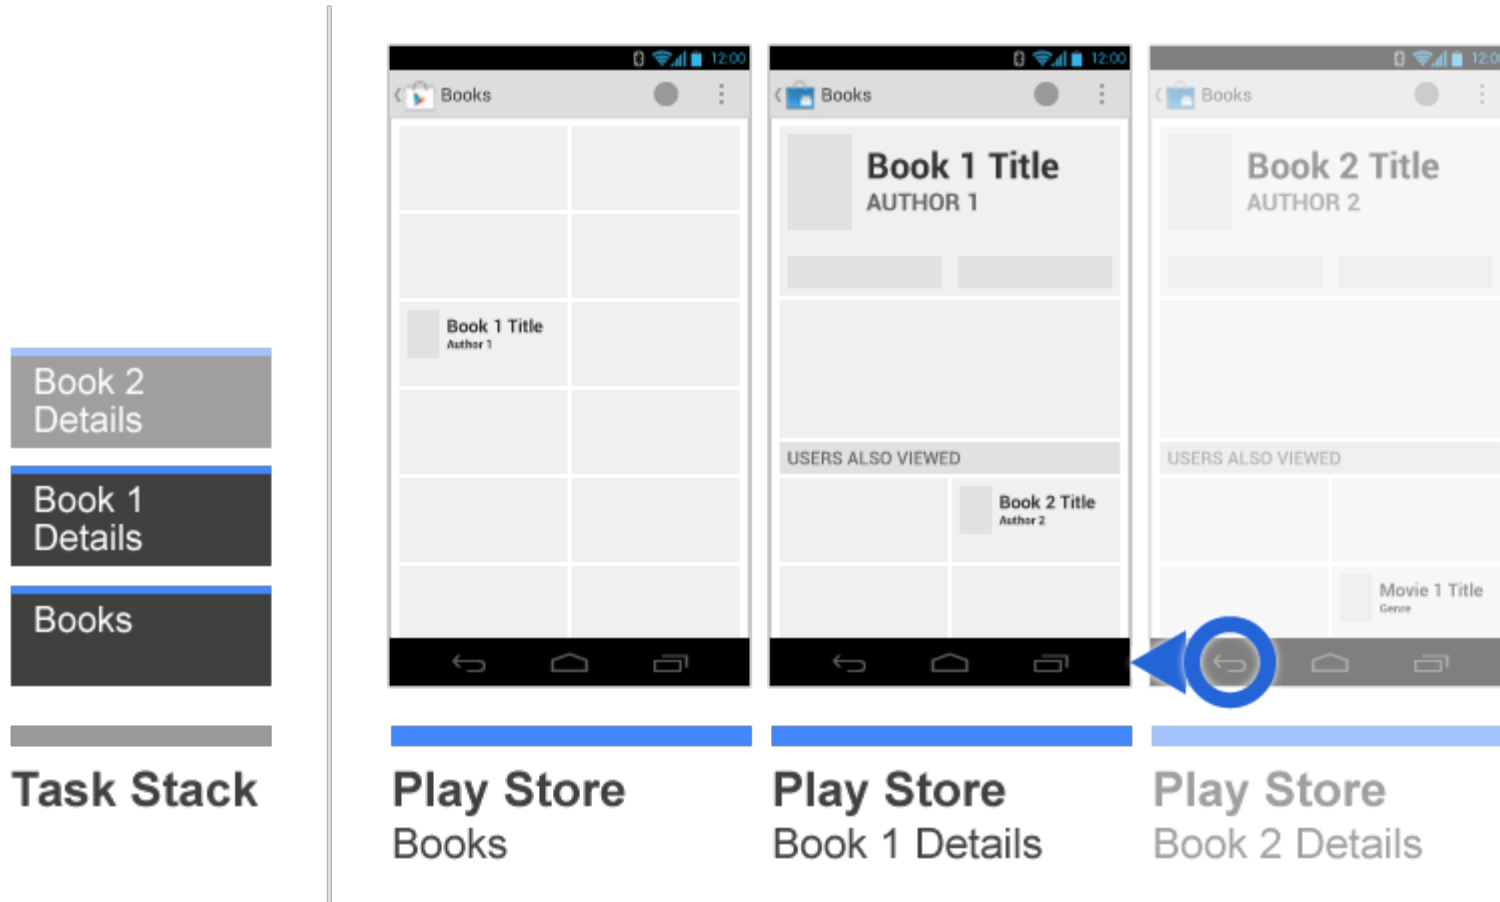 Book 2
Details
Book 1
Details
Books
Task Stack
12:00
Books
Book 1 Title
Author 1
Play Store
Books
12:00
Books
Book 1 Title
AUTHOR 1
USERS ALSO VIEWED
Book 2 Title
Author 2
Play Store
Book 1 Details
12:00
Books
Book 2 Title
AUTHOR 2
USERS ALSO VIEWED
Movie 1 Title
Genre
Play Store
Book 2 Details